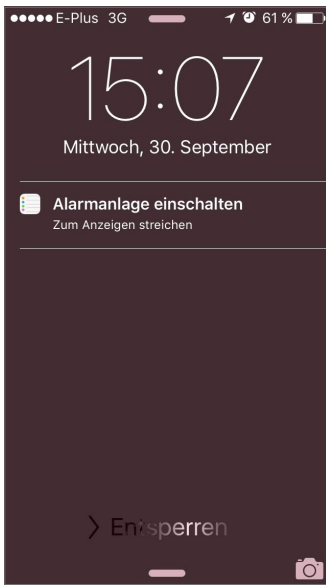 E-Plus 3G 61 %
15:07
Mittwoch, 30. September
Alarmanlage einschalten
Zum Anzeigen streichen
Entsperren